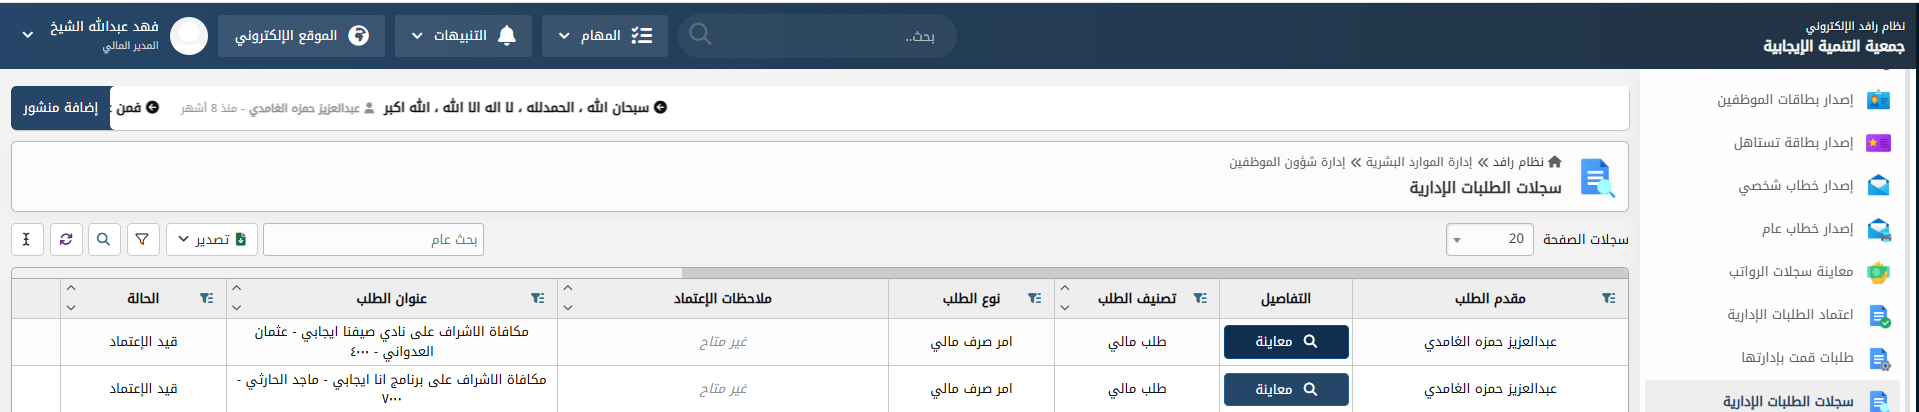 نظام رافد الإلكتروني
جمعية التنمية الإيجابية
بحث..
المهام
التنبيهات
الموقع الإلكتروني
فهد عبدالله الشيخ
المدير المالي
إصدار بطاقات الموظفين
إصدار بطاقة تستاهل
إصدار خطاب شخصي
إصدار خطاب عام
معاينة سجلات الرواتب
اعتماد الطلبات الإدارية
طلبات قمت بإدارتها
سجلات الطلبات الإدارية
سبحان الله ، الحمدلله ، لا اله الا الله ، الله اكبر عبدالعزيز حمزه الغامدي - منذ 8 أشهر
فمن
إضافة منشور
نظام رافد » إدارة الموارد البشرية » إدارة شؤون الموظفين
سجلات الطلبات الإدارية
سجلات الصفحة 20
بحث عام
تصدير
مقدم الطلب التفاصيل تصنيف الطلب نوع الطلب ملاحظات الإعتماد عنوان الطلب الحالة
عبدالعزيز حمزه الغامدي معاينة طلب مالي امر صرف مالي غير متاح مكافاة الاشراف على نادي صيفنا ايجابي - عثمان
العدواني - ٤٠٠٠ قيد الإعتماد
عبدالعزيز حمزه الغامدي معاينة طلب مالي امر صرف مالي غير متاح مكافاة الاشراف على برنامج انا ايجابي - ماجد الحارثي -
٧٠٠٠ قيد الإعتماد